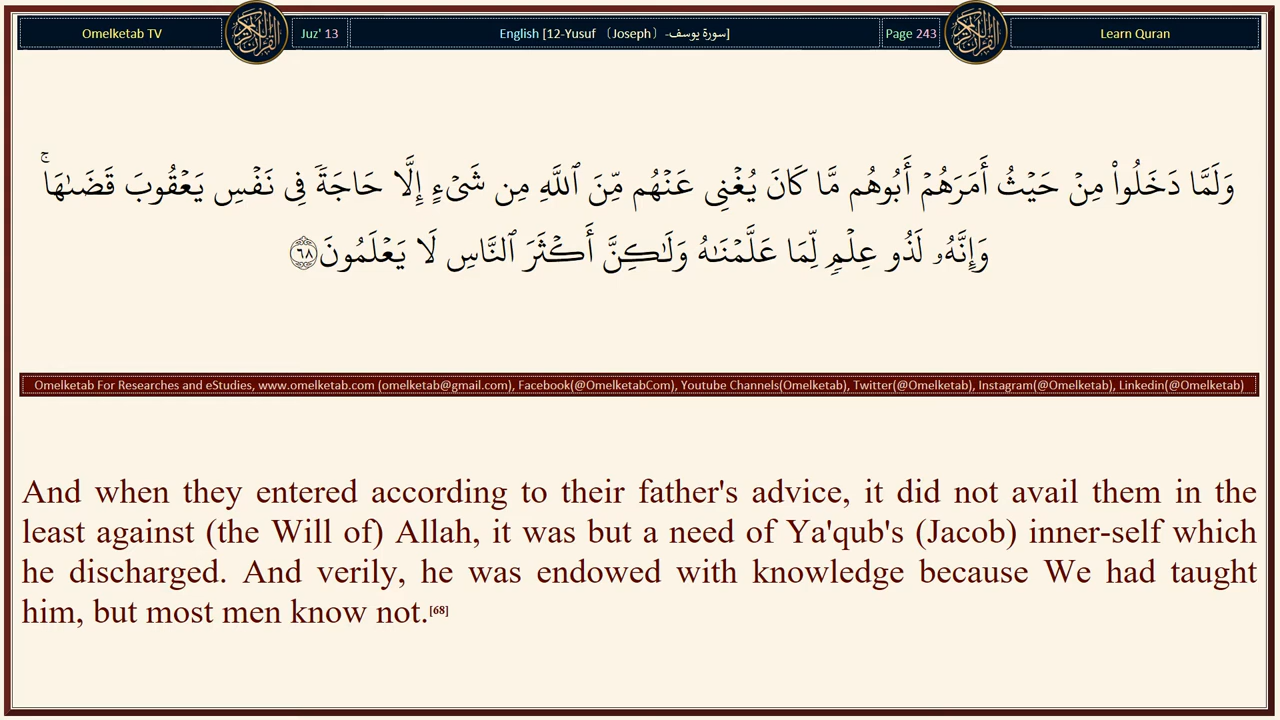 Omelketab TV
Juz' 13
English [12-Yusuf （Joseph）-سورة يوسف]
Page 243
Learn Quran
وَلَمَّا دَخَلُوا۟ مِنْ حَيْثُ أَمَرَهُمْ أَبُوهُم مَّا كَانَ يُغْنِى عَنْهُم مِّنَ ٱللَّهِ مِن شَىْءٍ إِلَّا حَاجَةً فِى نَفْسِ يَعْقُوبَ قَضَىٰهَا ۚ
وَإِنَّهُۥ لَذُو عِلْمٍ لِّمَا عَلَّمْنَـٰهُ وَلَـٰكِنَّ أَكْثَرَ ٱلنَّاسِ لَا يَعْلَمُونَ ٦٨
Omelketab For Researches and eStudies, www.omelketab.com (omelketab@gmail.com), Facebook(@OmelketabCom), Youtube Channels(Omelketab), Twitter(@Omelketab), Instagram(@Omelketab), Linkedin(@Omelketab)
And when they entered according to their father's advice, it did not avail them in the
least against (the Will of) Allah, it was but a need of Ya'qub's (Jacob) inner-self which
he discharged. And verily, he was endowed with knowledge because We had taught
him, but most men know not.[68]